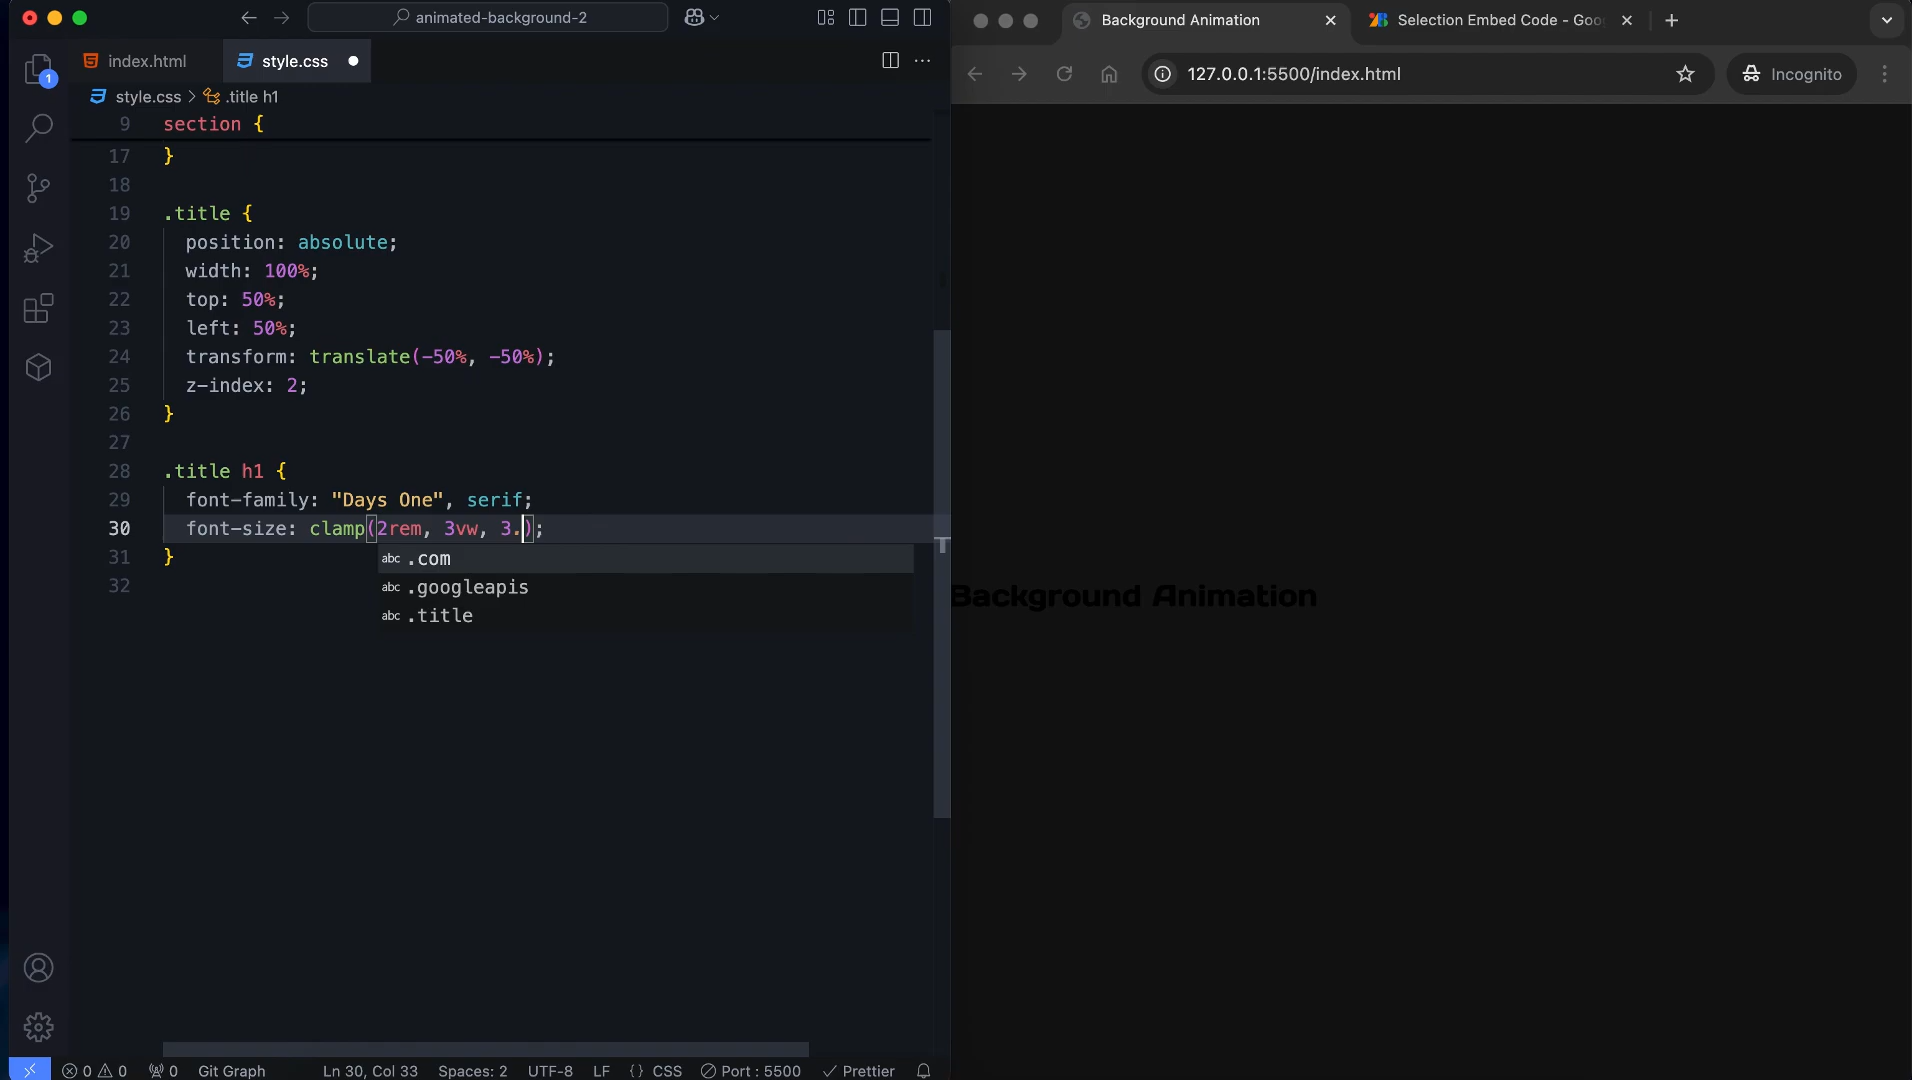 animated-background-2
index.html
style.css
style.css > .title h1
9 section {
17 }
18
19 .title {
20 position: absolute;
21 width: 100%;
22 top: 50%;
23 left: 50%;
24 transform: translate(-50%, -50%);
25 z-index: 2;
26 }
27
28 .title h1 {
29 font-family: "Days One", serif;
30 font-size: clamp(2rem, 3vw, 3.);
31 }
32
abc .com
abc .googleapis
abc .title
1
0 0 0 Git Graph Ln 30, Col 33 Spaces: 2 UTF-8 LF {} CSS Port : 5500 Prettier
Background Animation
Selection Embed Code - Goo
127.0.0.1:5500/index.html
Incognito
Background Animation